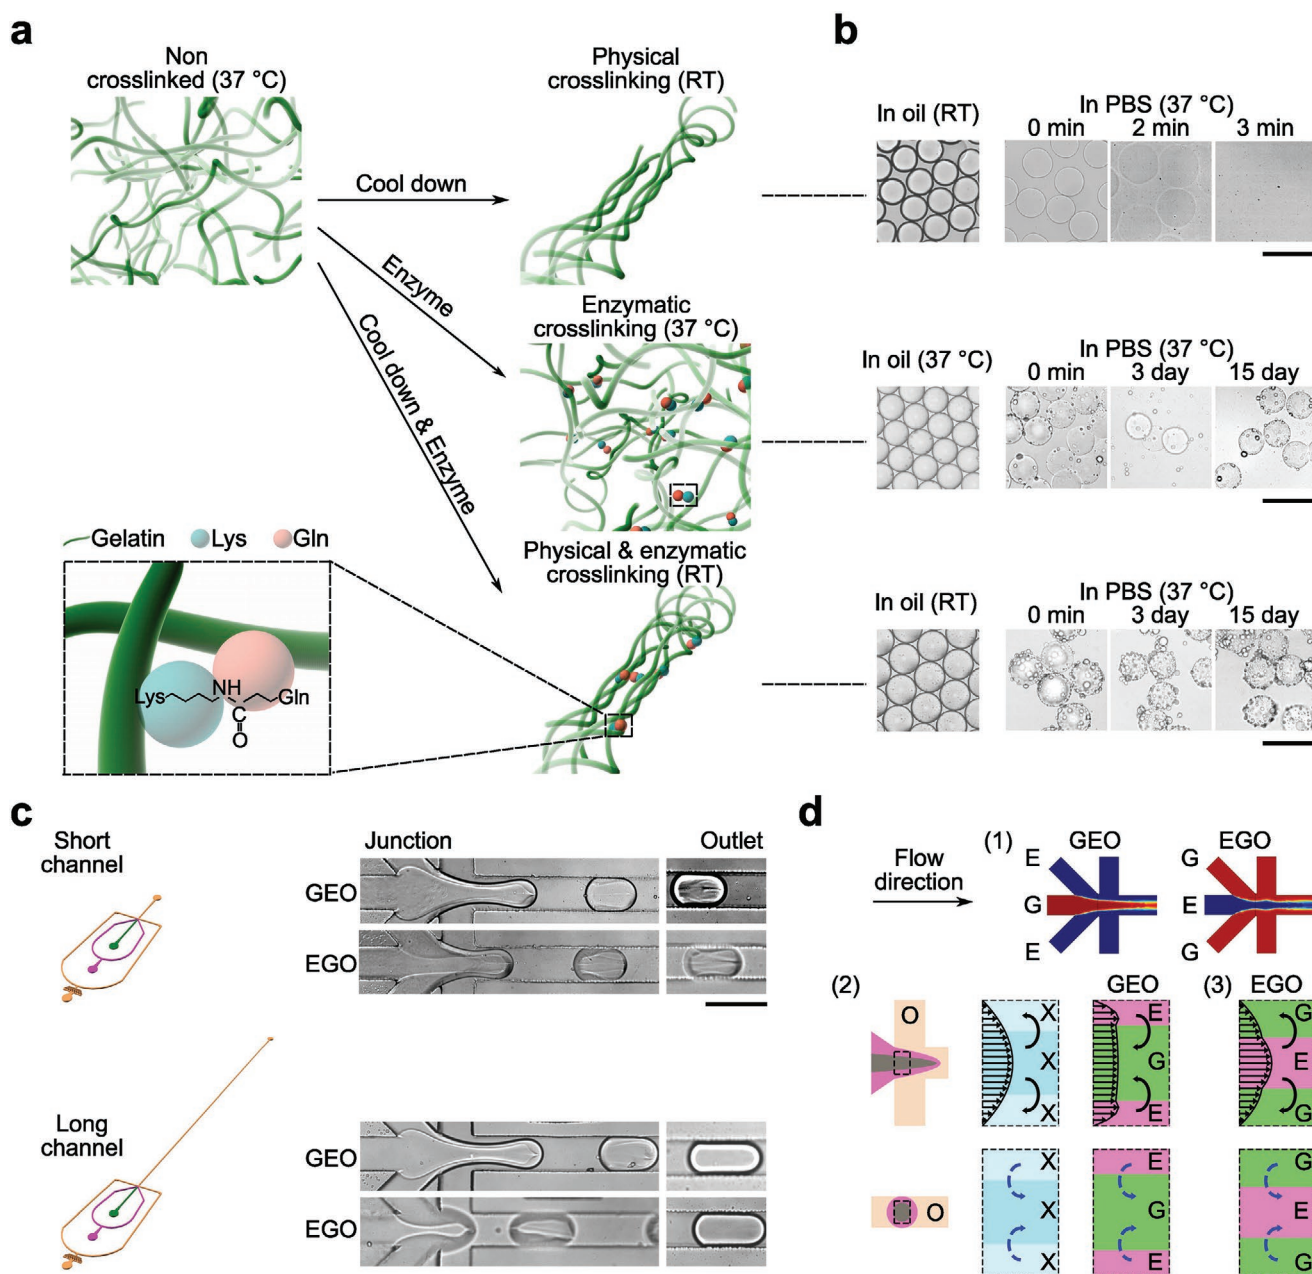 a
Non
crosslinked (37 °C)
Physical
crosslinking (RT)
Cool down
Enzyme
Cool down & Enzyme
Enzymatic
crosslinking (37 °C)
Physical & enzymatic
crosslinking (RT)
Gelatin
Lys
Gln
Lys
NH
Gln
C
O
b
In oil (RT)
In PBS (37 °C)
0 min
2 min
3 min
In oil (37 °C)
In PBS (37 °C)
0 min
3 day
15 day
In oil (RT)
In PBS (37 °C)
0 min
3 day
15 day
c
Short
channel
Junction
Outlet
GEO
EGO
Long
channel
GEO
EGO
d
Flow
direction
(1)
GEO
EGO
E
G
E
G
E
G
(2)
GEO
(3)
EGO
O
X
X
X
E
G
E
G
E
G
O
X
X
X
E
G
E
G
E
G